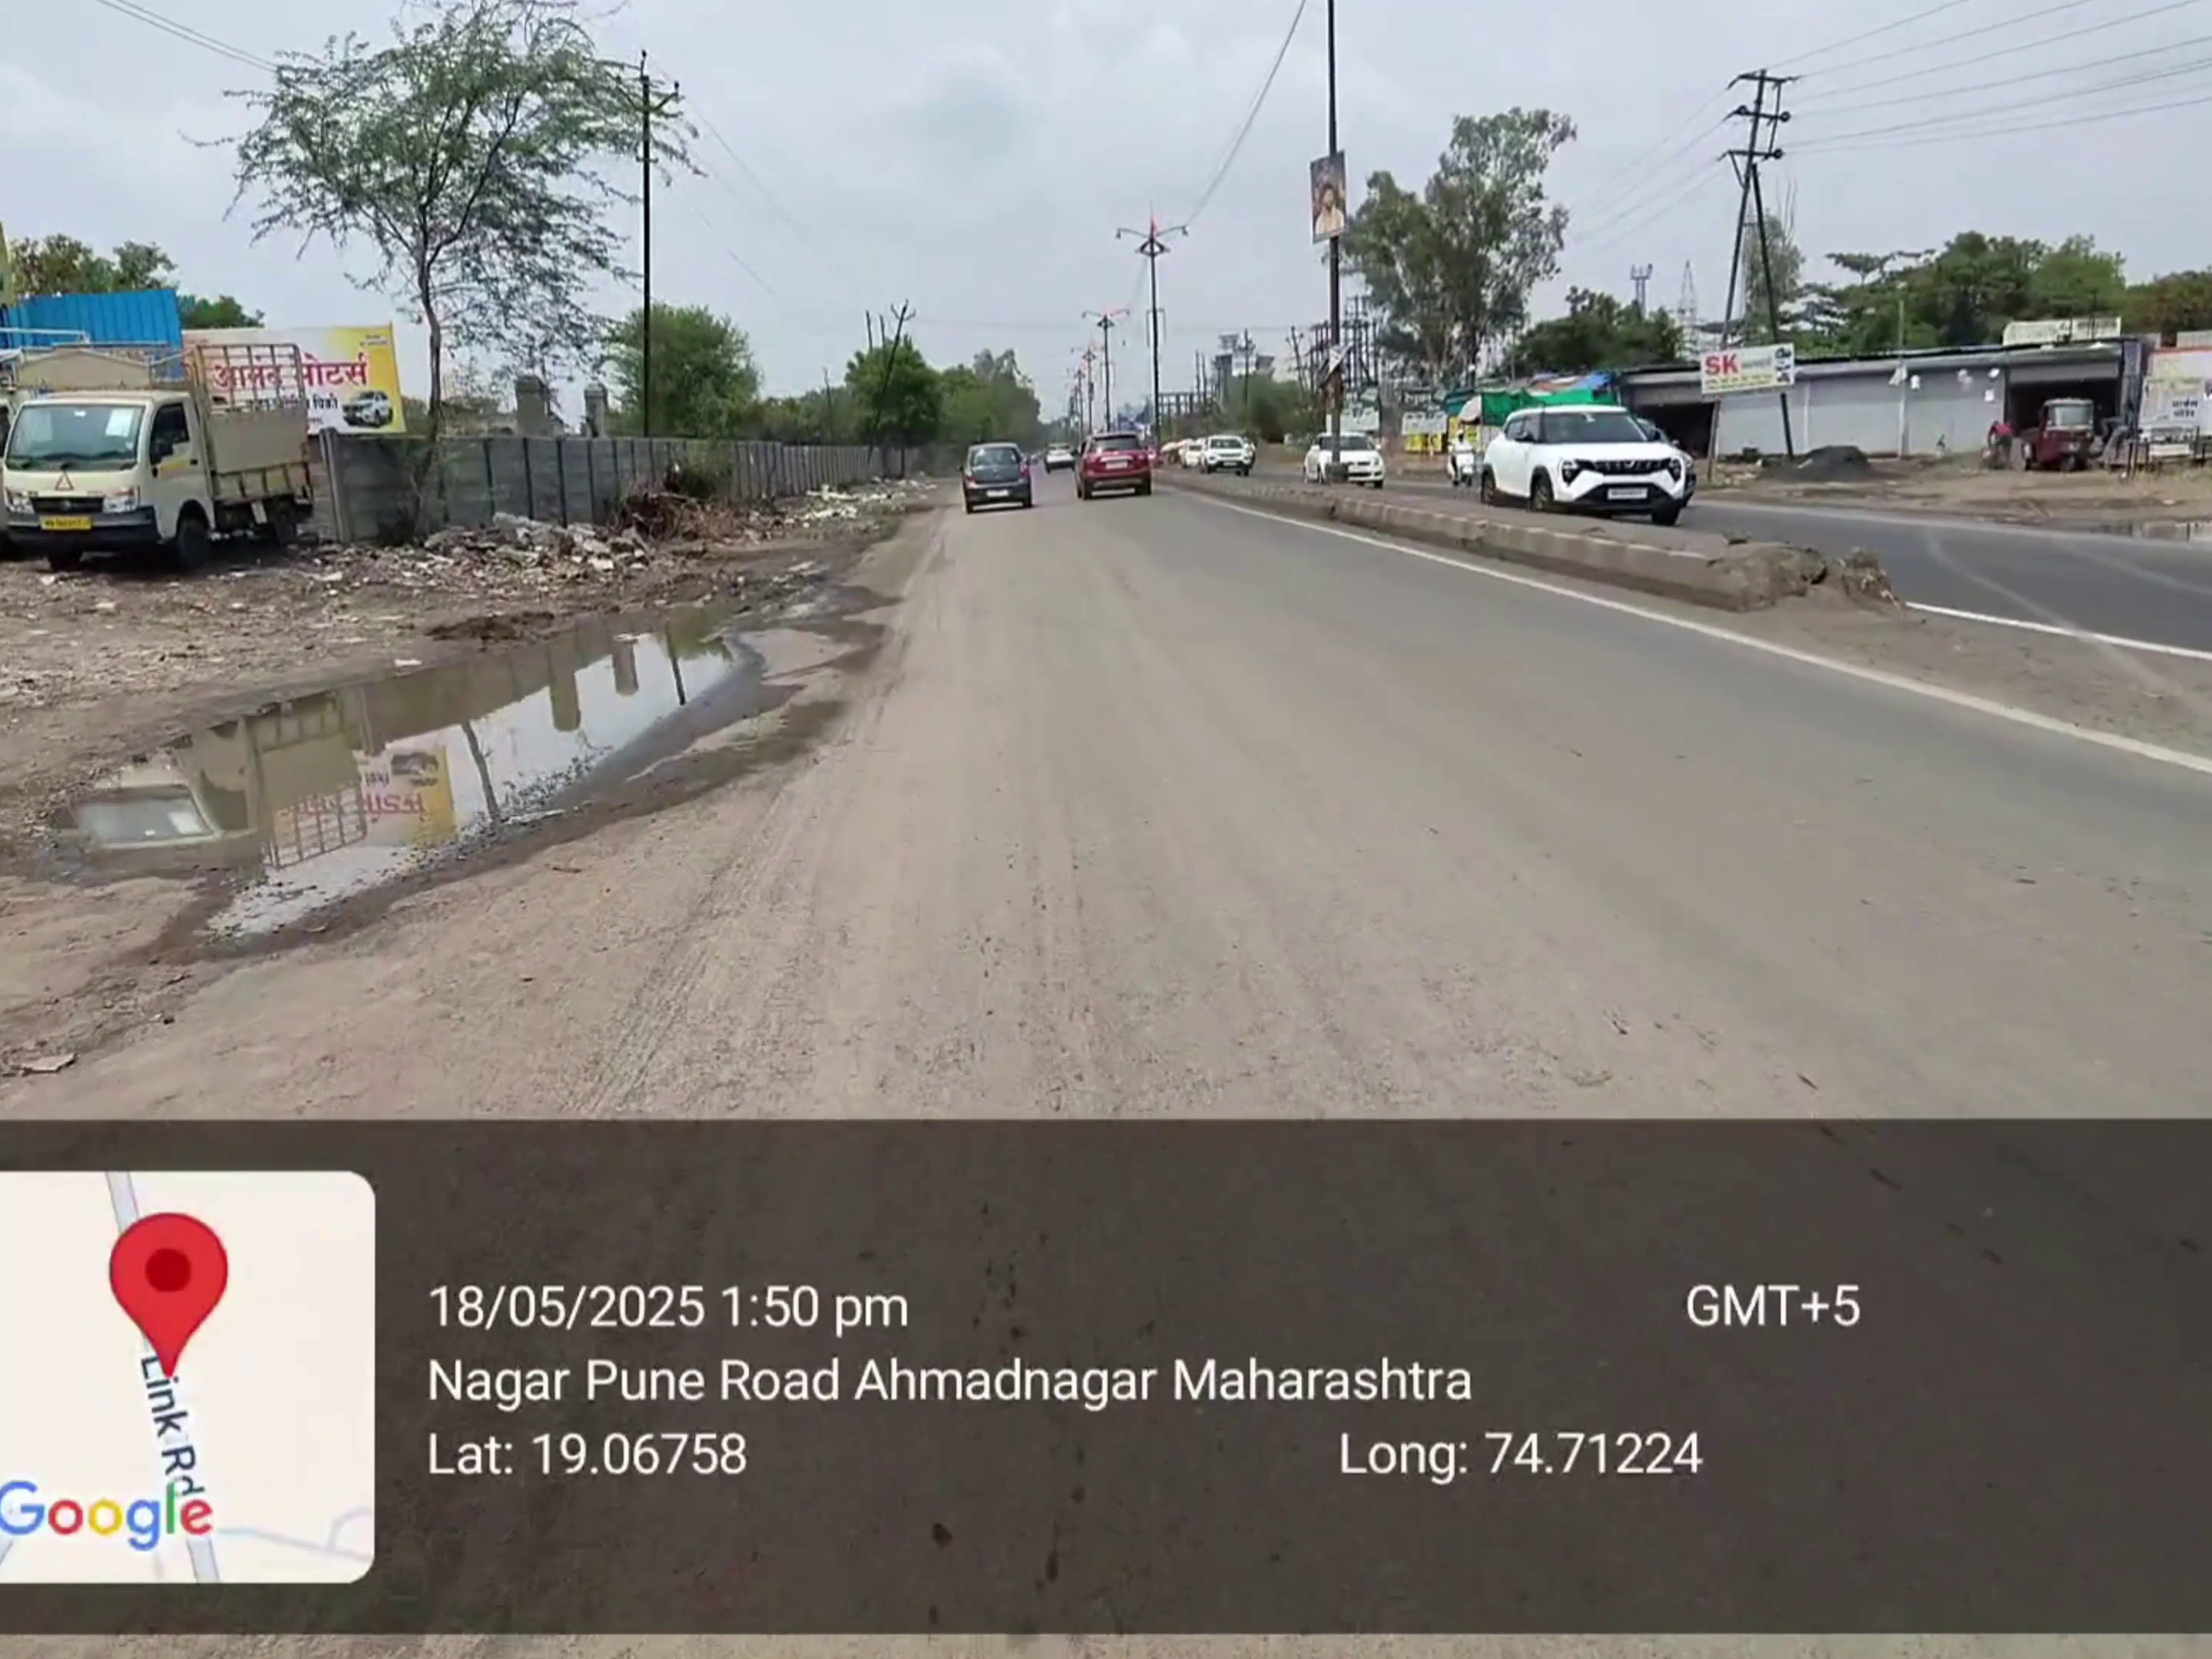 आनंद मोटर्स
SK
18/05/2025 1:50 pm GMT+5
Nagar Pune Road Ahmadnagar Maharashtra
Lat: 19.06758 Long: 74.71224
Link Rd
Google